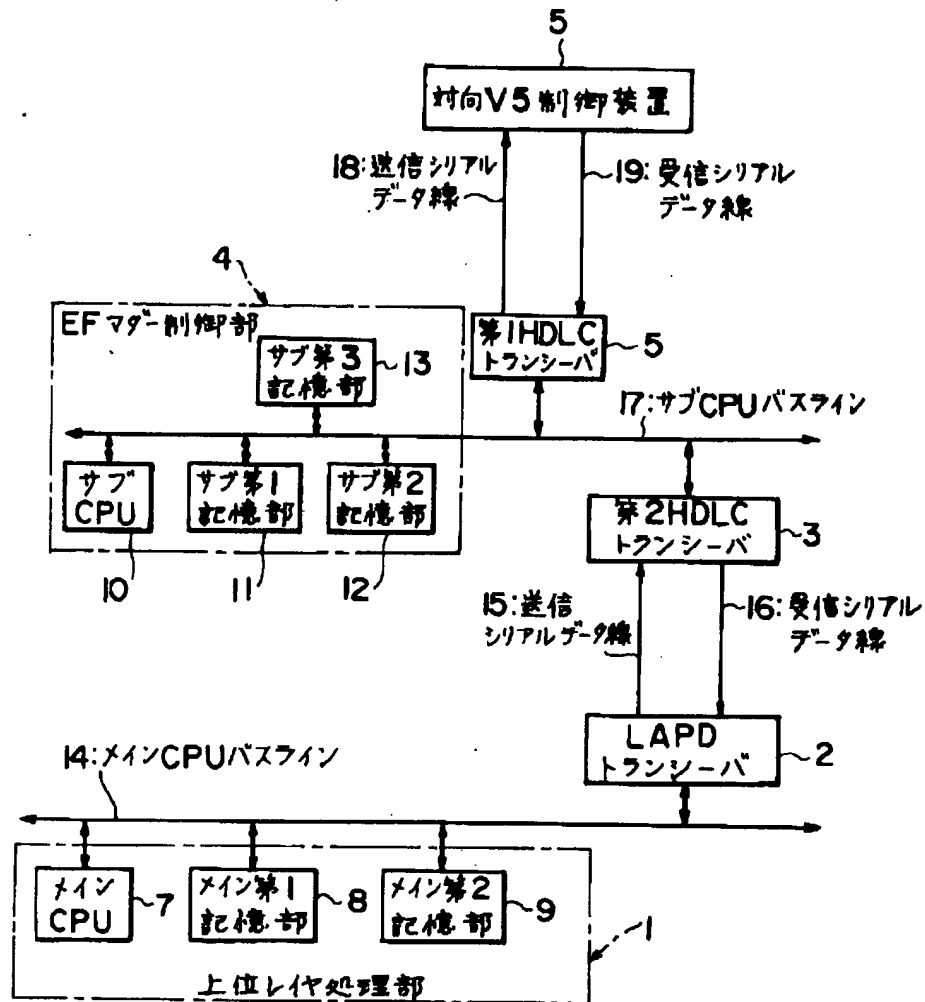 5
対向V5制御装置
18:送信シリアル
データ線
19:受信シリアル
データ線
4
EFマダー制御部
サブ第3
記憶部
13
第1HDLC
トランシーバ
5
17:サブCPUバスライン
サブ
CPU
サブ第1
記憶部
サブ第2
記憶部
10
11
12
第2HDLC
トランシーバ
3
15:送信
シリアルデータ線
16:受信シリアル
データ線
LAPD
トランシーバ
2
14:メインCPUバスライン
メイン
CPU
7
メイン第1
記憶部
8
メイン第2
記憶部
9
1
上位レイヤ処理部